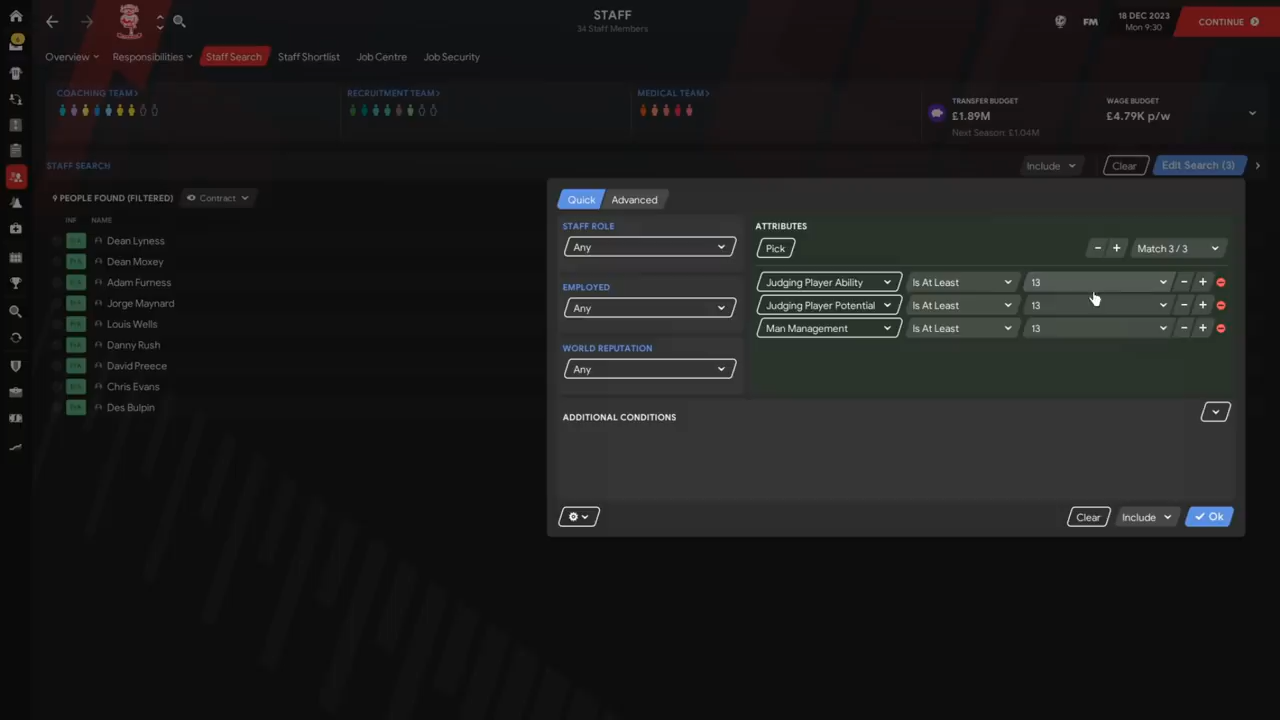 STAFF
34 Staff Members
6
FM
18 DEC 2023
Mon 9:30
CONTINUE
Overview
Responsibilities
Staff Search
Staff Shortlist
Job Centre
Job Security
COACHING TEAM>
RECRUITMENT TEAM>
MEDICAL TEAM>
TRANSFER BUDGET
£1.89M
Next Season: £1.04M
WAGE BUDGET
£4.79K p/w
STAFF SEARCH
Include
Clear
Edit Search (3)
9 PEOPLE FOUND (FILTERED)
Contract
INF NAME
Dean Lyness
Dean Moxey
Adam Furness
Jorge Maynard
Louis Wells
Danny Rush
David Preece
Chris Evans
Des Bulpin
Quick
Advanced
STAFF ROLE
Any
EMPLOYED
Any
WORLD REPUTATION
Any
ATTRIBUTES
Pick
Match 3 / 3
Judging Player Ability Is At Least 13
Judging Player Potential Is At Least 13
Man Management Is At Least 13
ADDITIONAL CONDITIONS
Clear
Include
Ok